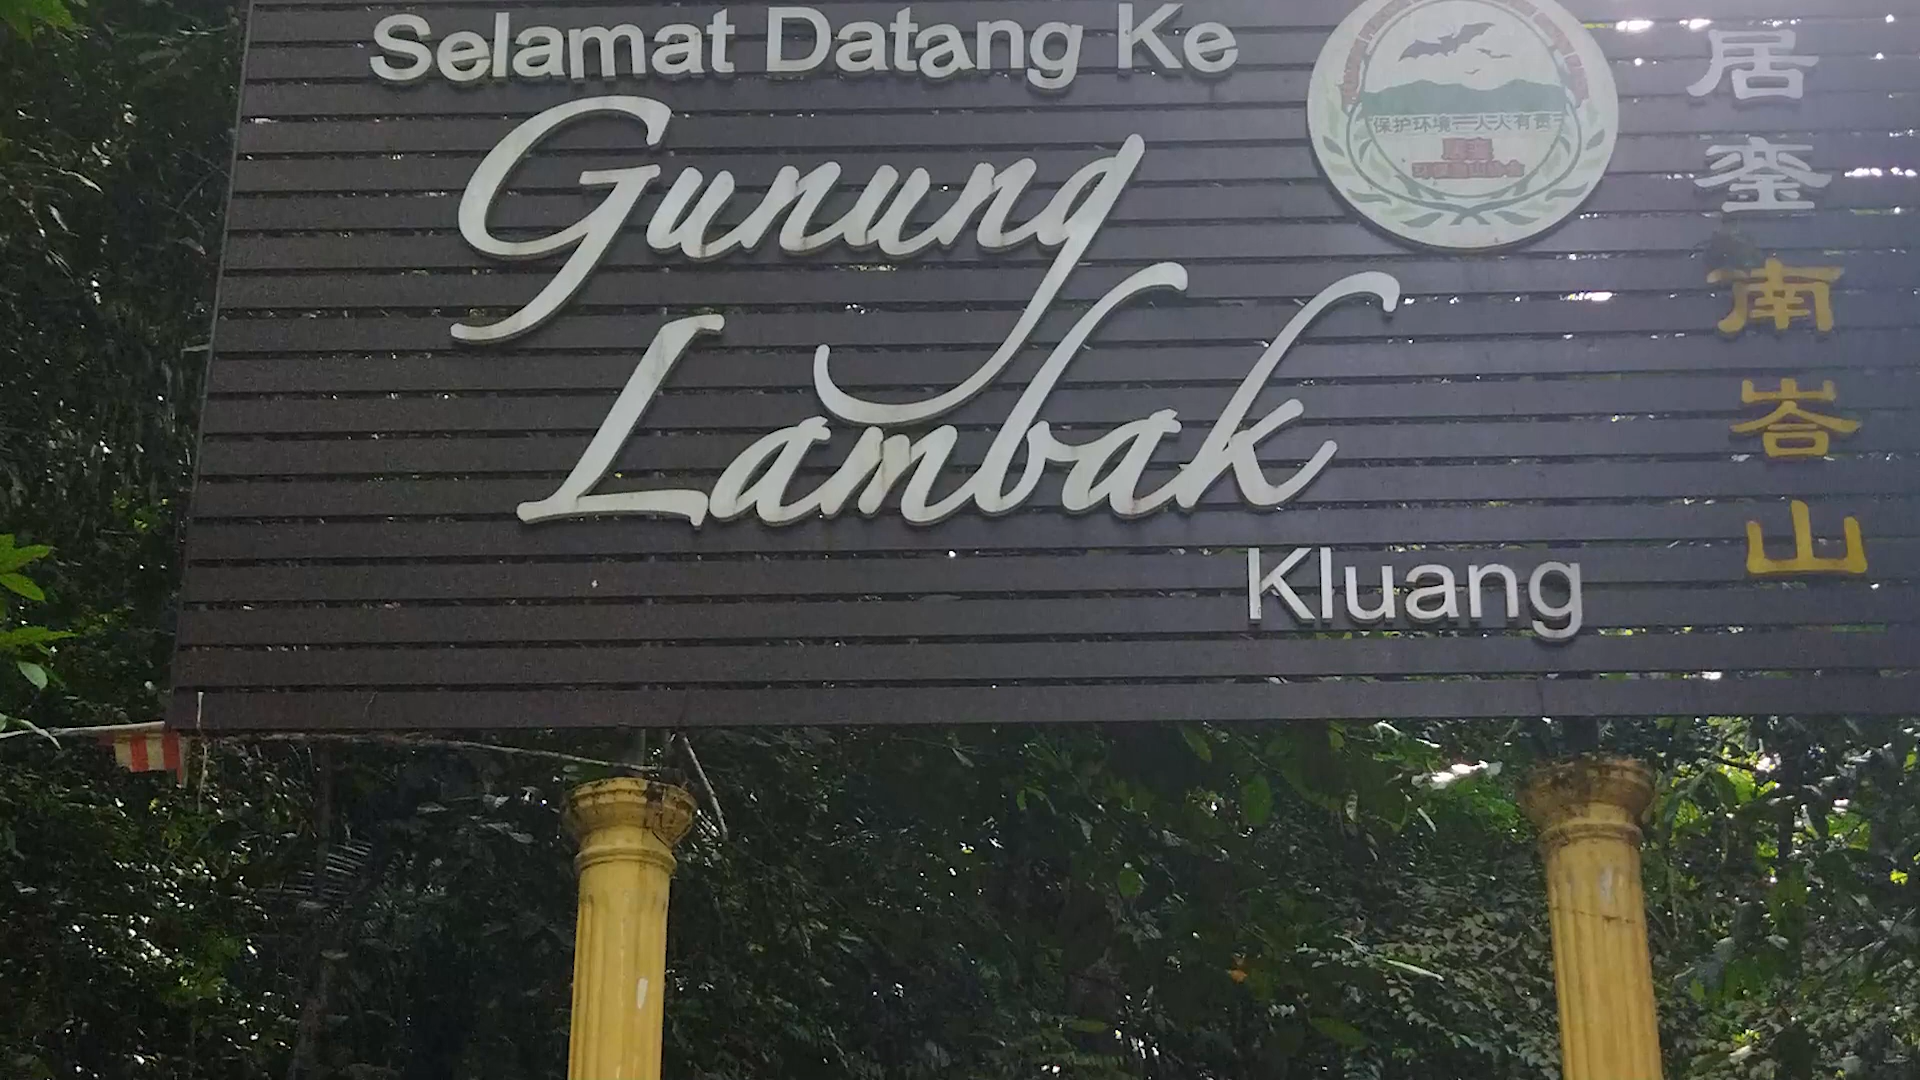 Selamat Datang Ke
Gunung
Lambak
Kluang
保护环境 人人有责
居
銮
南
峇
山